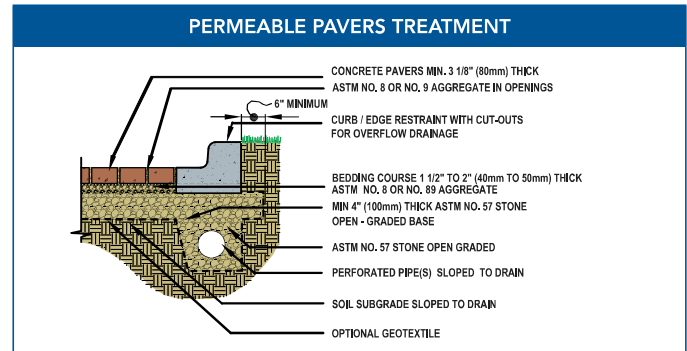 PERMEABLE PAVERS TREATMENT
CONCRETE PAVERS MIN. 3 1/8" (80mm) THICK
ASTM NO. 8 OR NO. 9 AGGREGATE IN OPENINGS
6" MINIMUM
CURB / EDGE RESTRAINT WITH CUT-OUTS
FOR OVERFLOW DRAINAGE
BEDDING COURSE 1 1/2" TO 2" (40mm TO 50mm) THICK
ASTM NO. 8 OR NO. 89 AGGREGATE
MIN 4" (100mm) THICK ASTM NO. 57 STONE
OPEN - GRADED BASE
ASTM NO. 57 STONE OPEN GRADED
PERFORATED PIPE(S) SLOPED TO DRAIN
SOIL SUBGRADE SLOPED TO DRAIN
OPTIONAL GEOTEXTILE